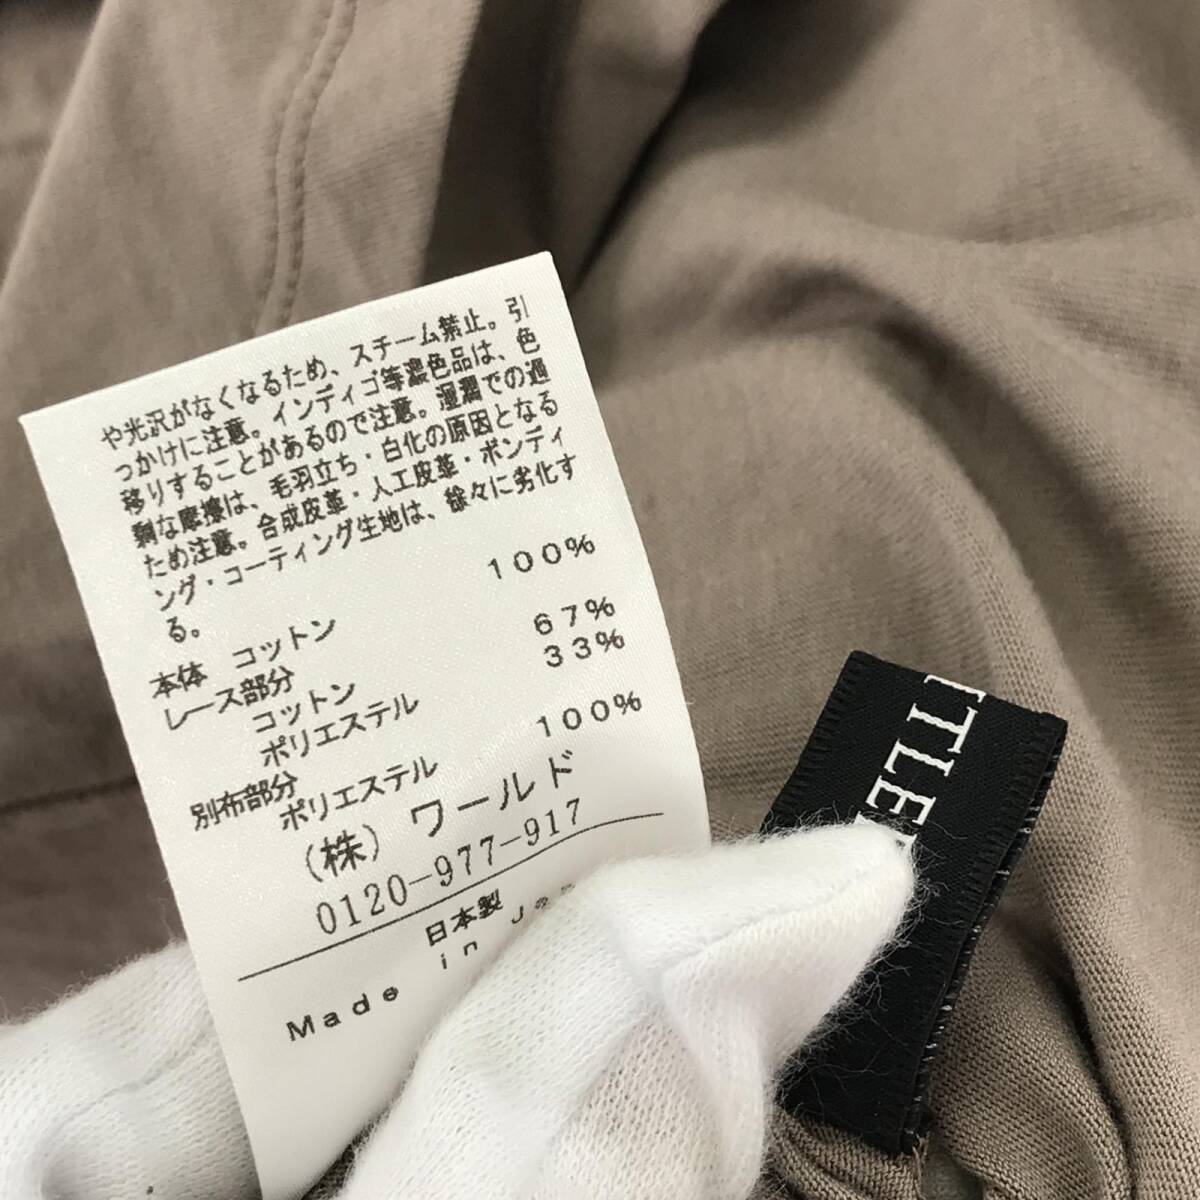 や光沢がなくなるため、スチーム禁止。引
っかけに注意。インディゴ等濃色品は、色
移りすることがあるので注意。湿潤での過
剰な摩擦は、毛羽立ち・白化の原因となる
ため注意。合成皮革・人工皮革・ボンディ
ング・コーティング生地は、徐々に劣化す
る。
本体 コットン 100%
レース部分
コットン 67%
ポリエステル 33%
別布部分
ポリエステル 100%
(株) ワールド
0120-977-917
日本製
Made in
ITLE